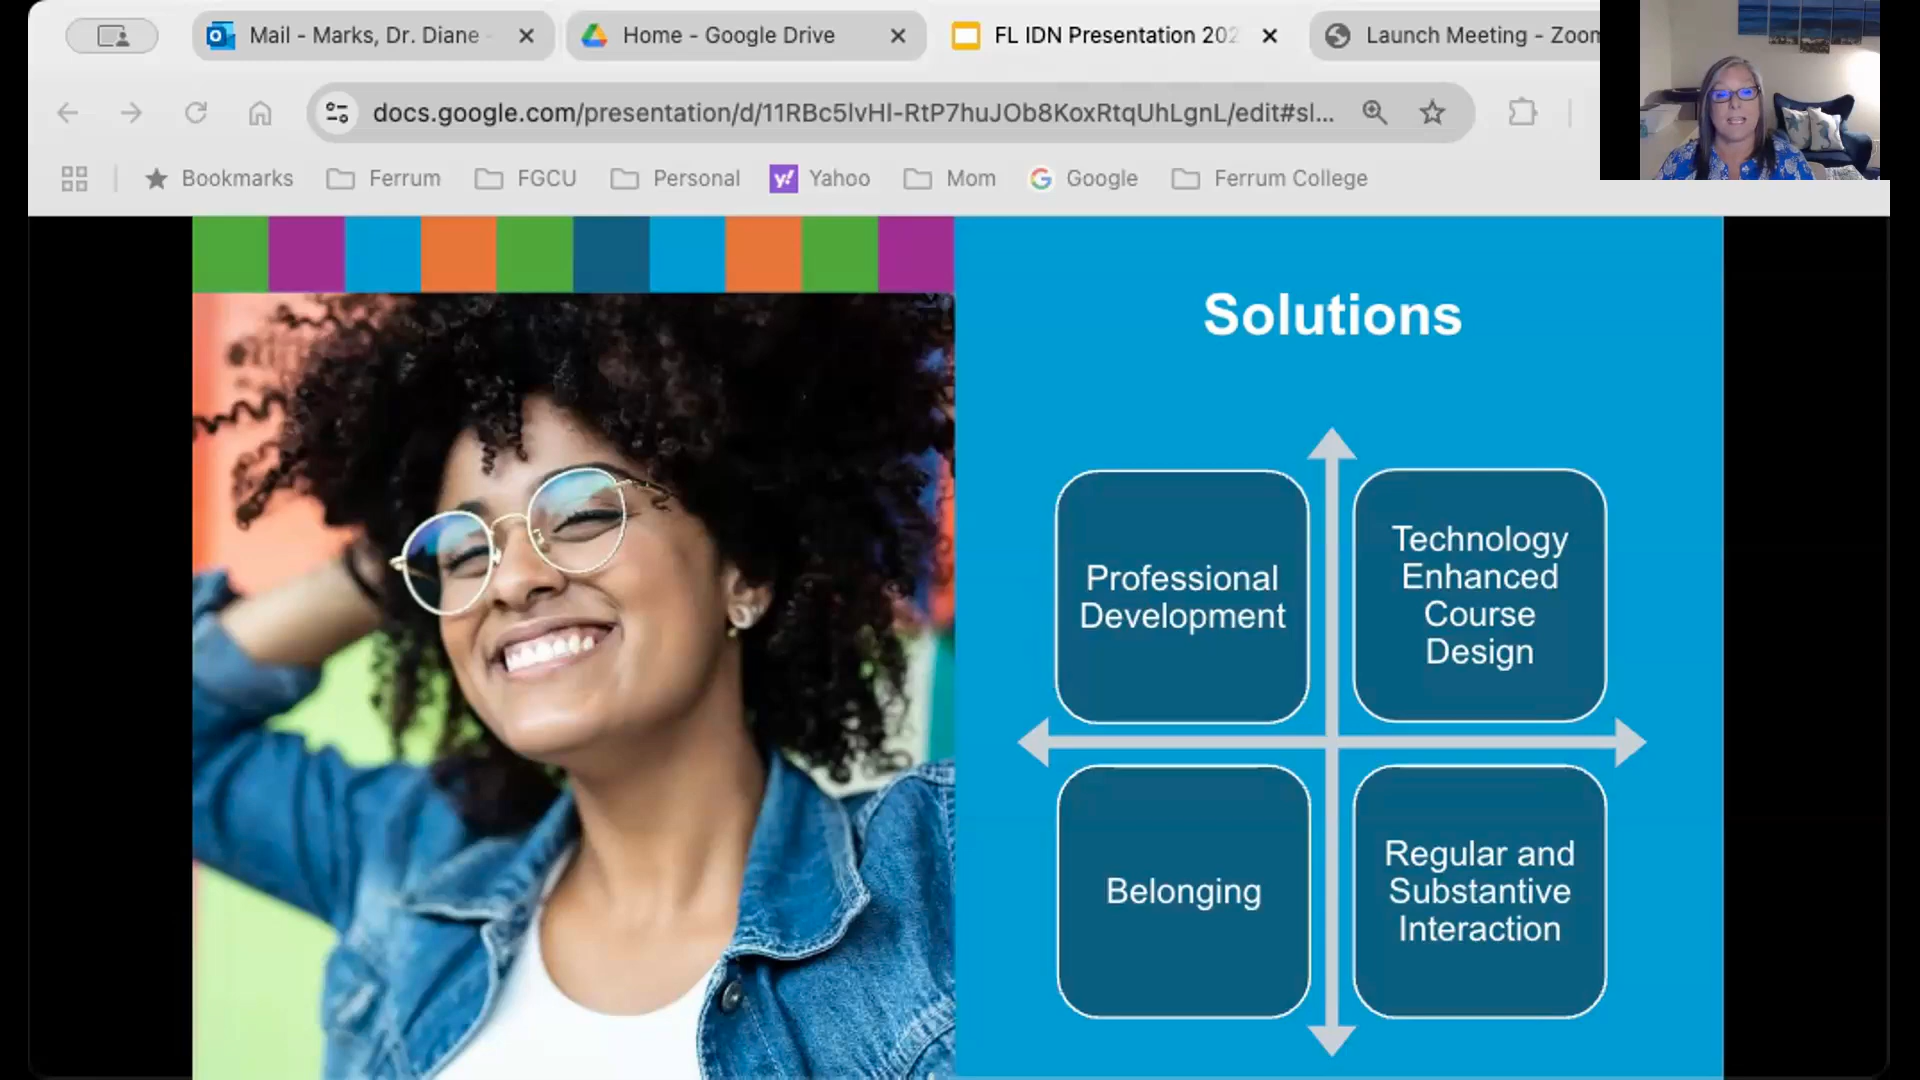 Mail - Marks, Dr. Diane -
Home - Google Drive
FL IDN Presentation 202
Launch Meeting - Zoom
docs.google.com/presentation/d/11RBc5lvHl-RtP7huJOb8KoxRtqUhLgnL/edit#sl...
Bookmarks
Ferrum
FGCU
Personal
Yahoo
Mom
Google
Ferrum College
Solutions
Professional
Development
Technology
Enhanced
Course
Design
Belonging
Regular and
Substantive
Interaction